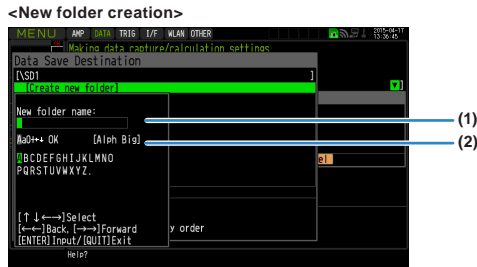 <New folder creation>
MENU AMP DATA TRIG I/F WLAN OTHER 2015-04-17
13:36:45
Making data capture/calculation settings
Data Save Destination
[\SD1 ]
[Create new folder]
New folder name:
(1)
OK [Alph Big]
(2)
ABCDEFGHIJKLMNO
PQRSTUVWXYZ.
el
[↑↓←→]Select
[←←]Back, [→→]Forward
[ENTER]Input/[QUIT]Exit
y order
Help?